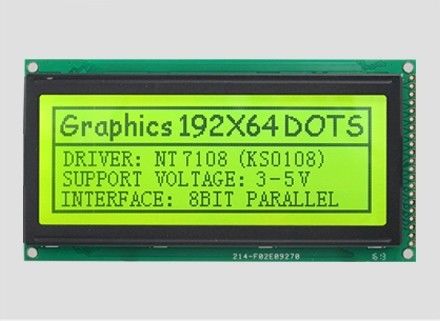 Graphics 192X64 DOTS
DRIVER: NT7108 (KS0108)
SUPPORT VOLTAGE: 3-5V
INTERFACE: 8BIT PARALLEL
214-F02E09270